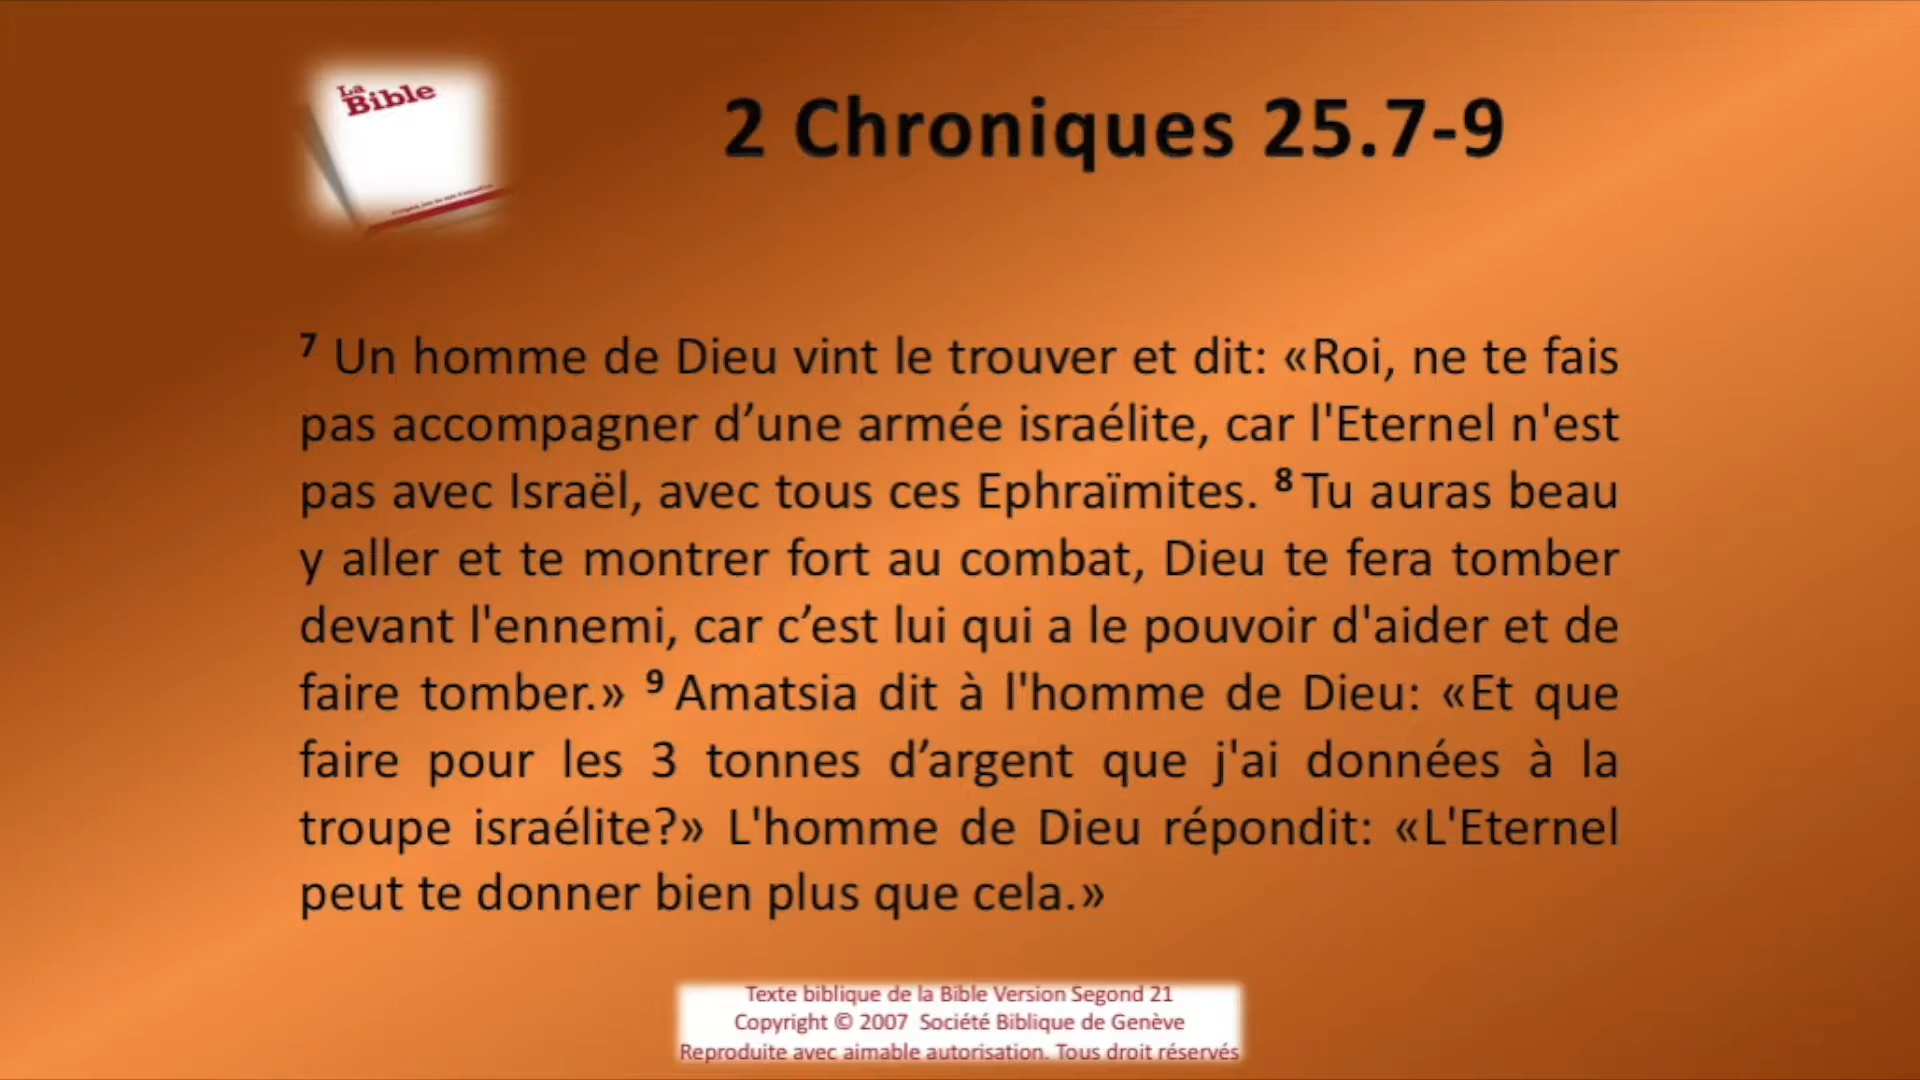 La
Bible
2 Chroniques 25.7-9
⁷ Un homme de Dieu vint le trouver et dit: «Roi, ne te fais
pas accompagner d’une armée israélite, car l'Eternel n'est
pas avec Israël, avec tous ces Ephraïmites. ⁸ Tu auras beau
y aller et te montrer fort au combat, Dieu te fera tomber
devant l'ennemi, car c’est lui qui a le pouvoir d'aider et de
faire tomber.» ⁹ Amatsia dit à l'homme de Dieu: «Et que
faire pour les 3 tonnes d’argent que j'ai données à la
troupe israélite?» L'homme de Dieu répondit: «L'Eternel
peut te donner bien plus que cela.»
Texte biblique de la Bible Version Segond 21
Copyright © 2007 Société Biblique de Genève
Reproduite avec aimable autorisation. Tous droit réservés